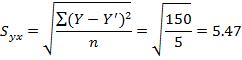 S_yx = √(Σ(Y − Y′)² / n) = √(150 / 5) = 5.47